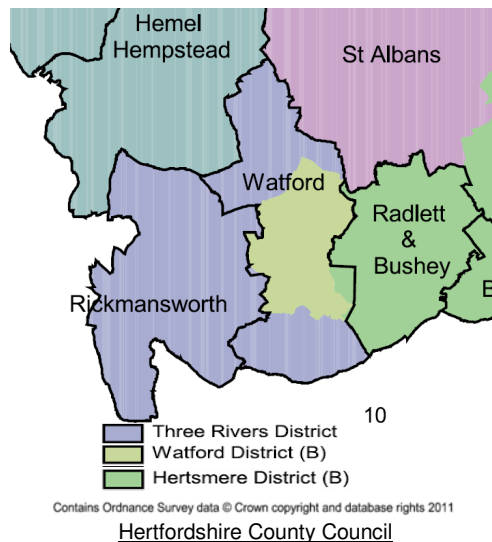 Hemel
Hempstead
St Albans
Watford
Radlett
&
Bushey
B
Rickmansworth
10
Three Rivers District
Watford District (B)
Hertsmere District (B)
Contains Ordnance Survey data © Crown copyright and database rights 2011
Hertfordshire County Council